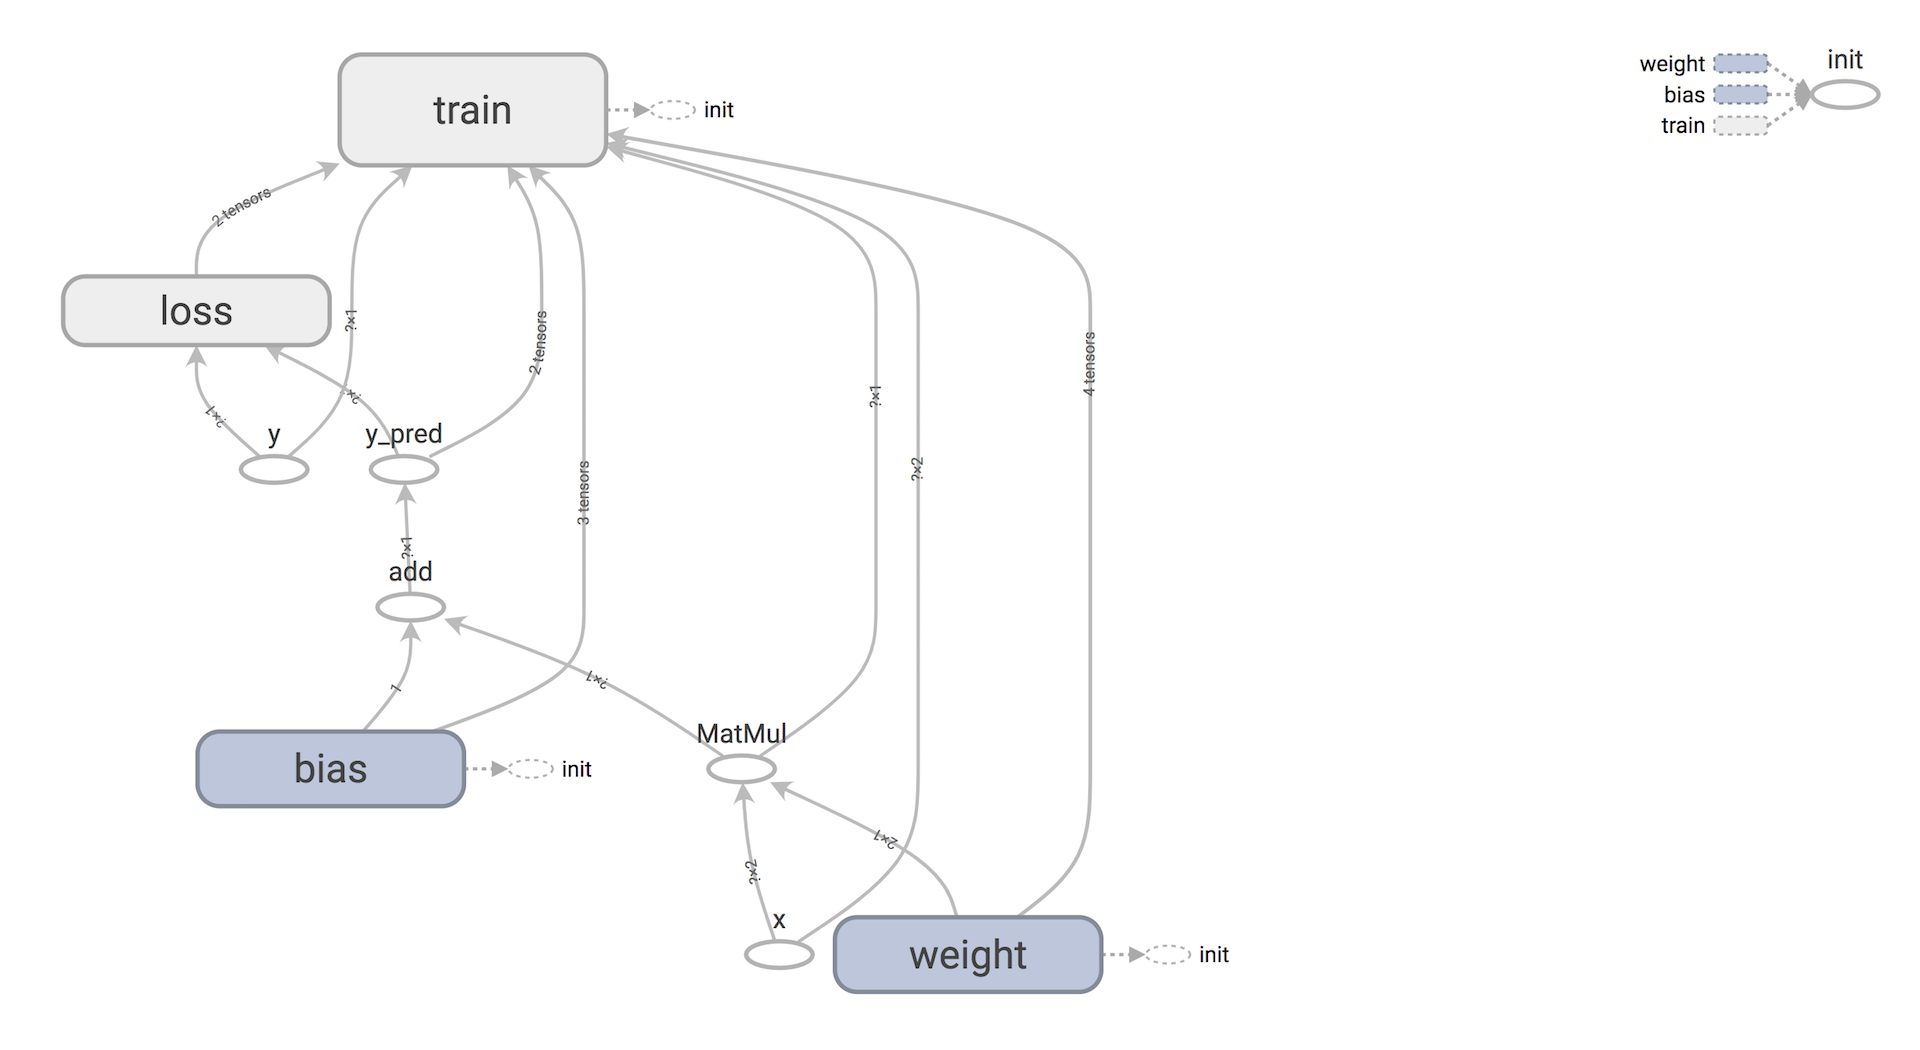 train
init
weight
bias
train
init
2 tensors
loss
?×1
2 tensors
?×1
4 tensors
?×1
?×
y
y_pred
?×2
3 tensors
?×1
add
1
?×1
MatMul
bias
init
?×2
2×1
x
weight
init